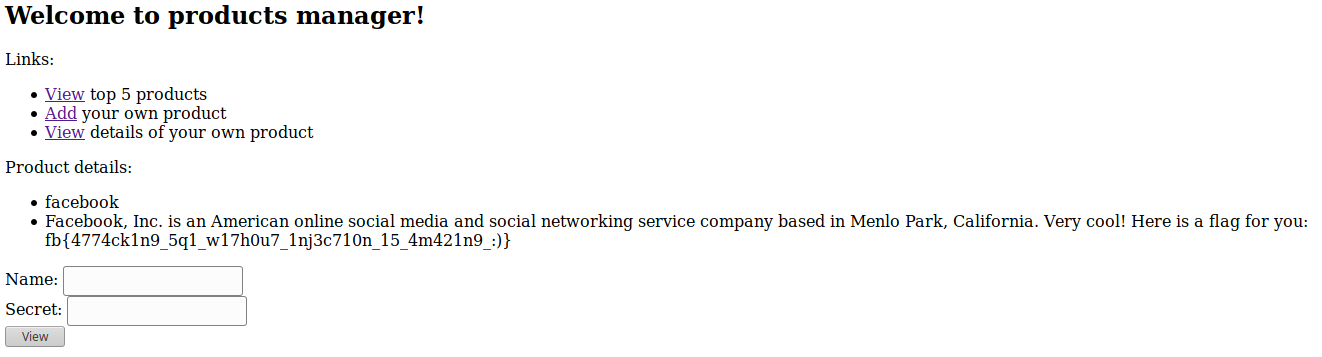 Welcome to products manager!
Links:
View top 5 products
Add your own product
View details of your own product
Product details:
facebook
Facebook, Inc. is an American online social media and social networking service company based in Menlo Park, California. Very cool! Here is a flag for you:
fb{4774ck1n9_5q1_w17h0u7_1nj3c710n_15_4m421n9_:)}
Name:
Secret:
View